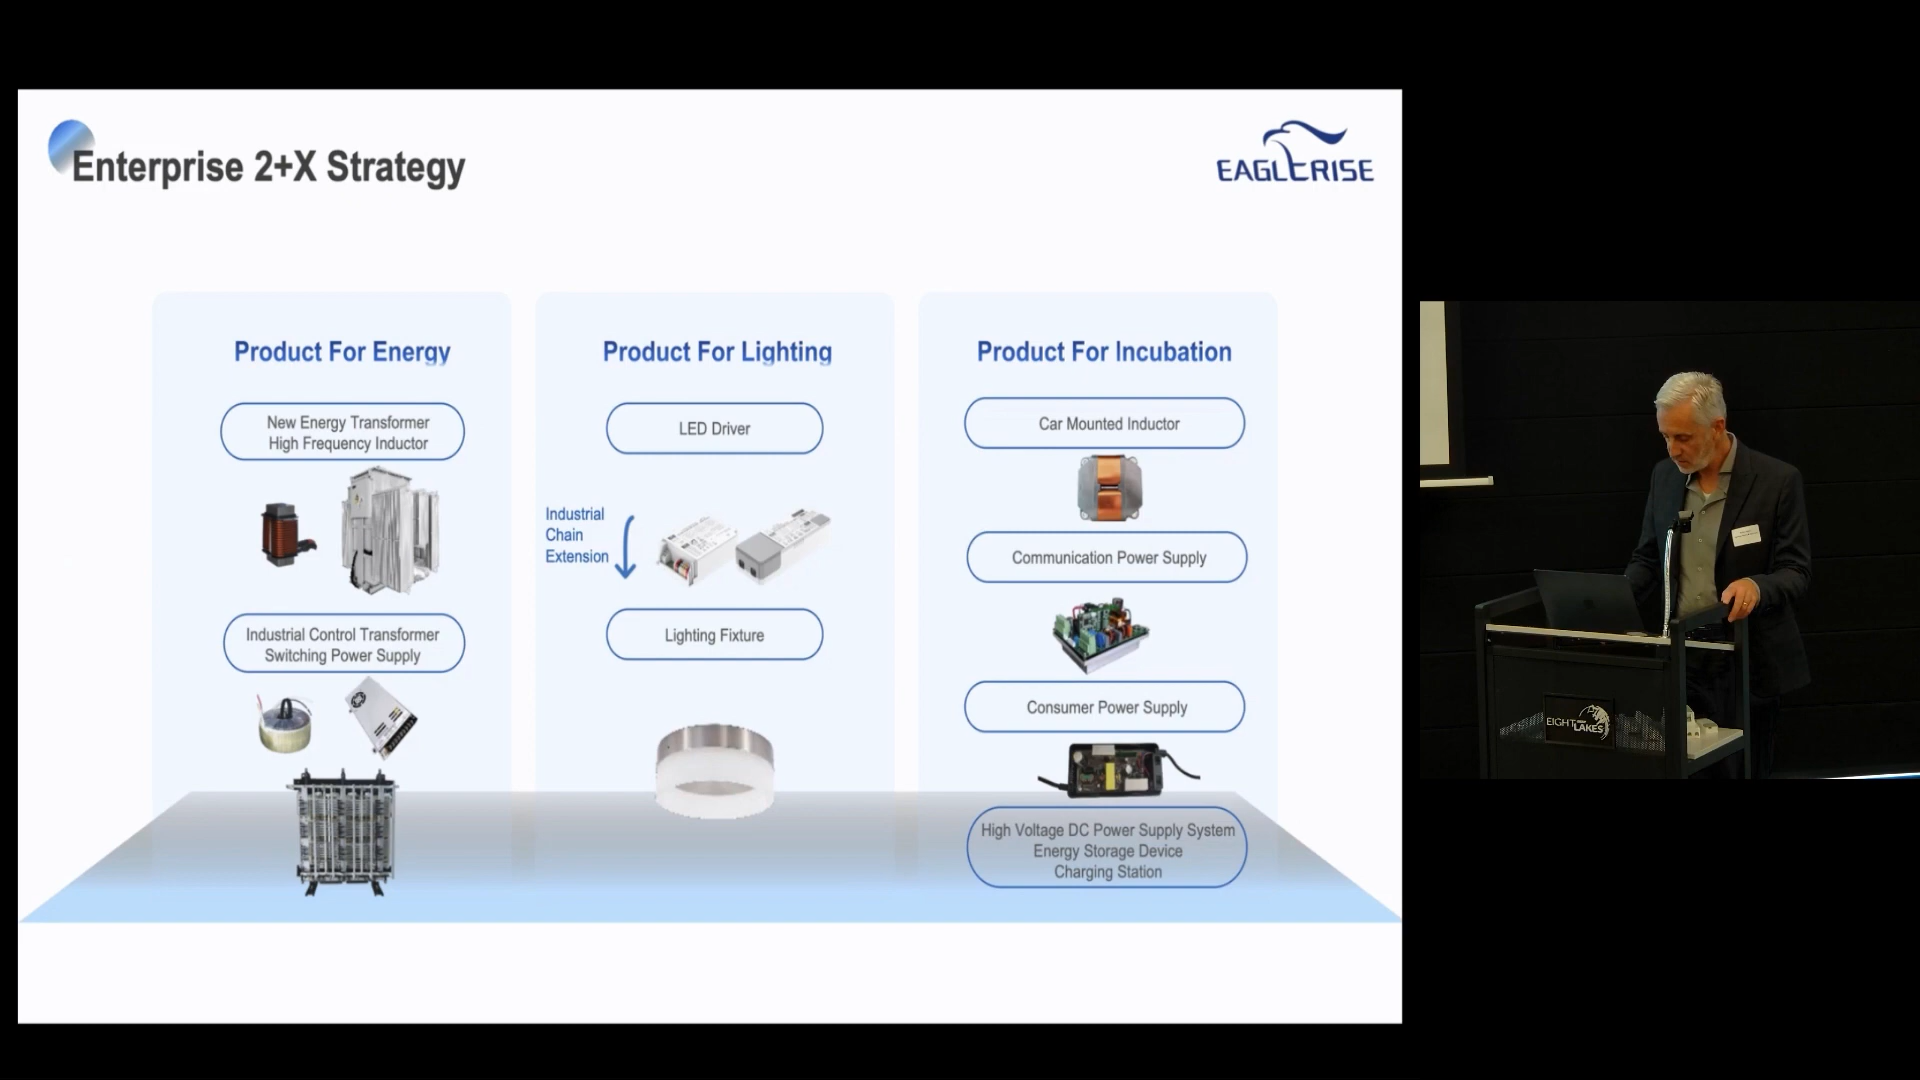 Enterprise 2+X Strategy
EAGLERISE
Product For Energy
New Energy Transformer
High Frequency Inductor
Industrial Control Transformer
Switching Power Supply
Product For Lighting
LED Driver
Industrial
Chain
Extension
Lighting Fixture
Product For Incubation
Car Mounted Inductor
Communication Power Supply
Consumer Power Supply
High Voltage DC Power Supply System
Energy Storage Device
Charging Station
EIGHT
LAKES